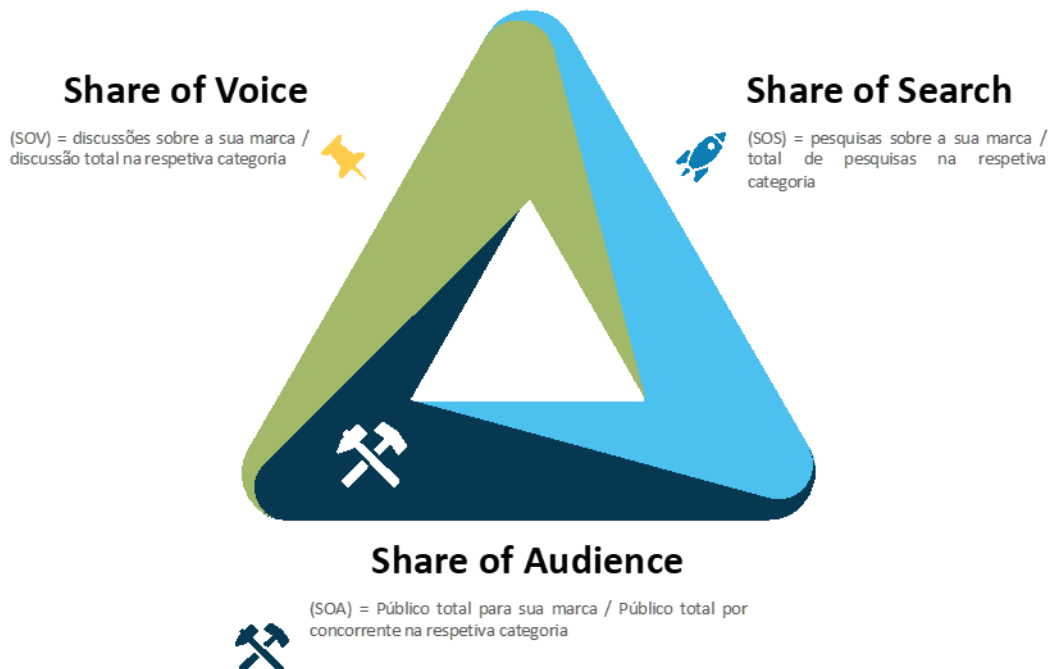 Share of Voice
(SOV) = discussões sobre a sua marca /
discussão total na respetiva categoria
Share of Search
(SOS) = pesquisas sobre a sua marca /
total de pesquisas na respetiva
categoria
Share of Audience
(SOA) = Público total para sua marca / Público total por
concorrente na respetiva categoria